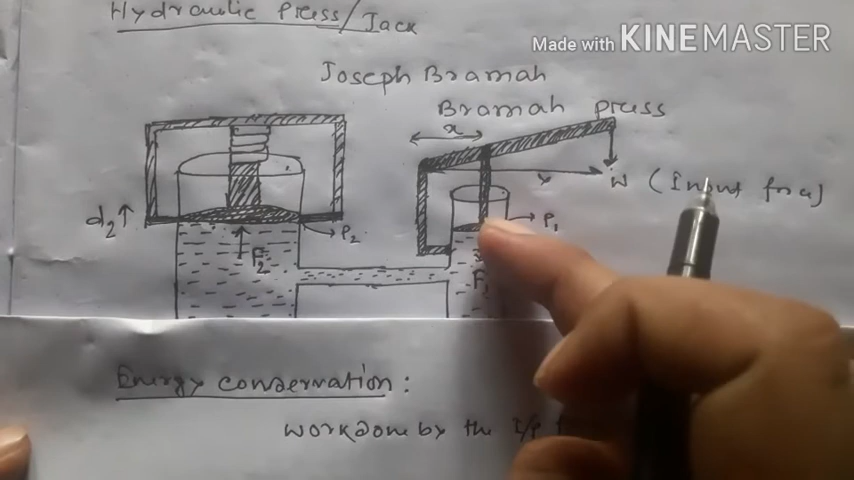 Hydraulic Press/Jack
Made with KINEMASTER
Joseph Bramah
Bramah press
x
y
W (Input force)
d2 ↑
P2
P1
F2
F1
Energy conservation:
workdone by the I/p